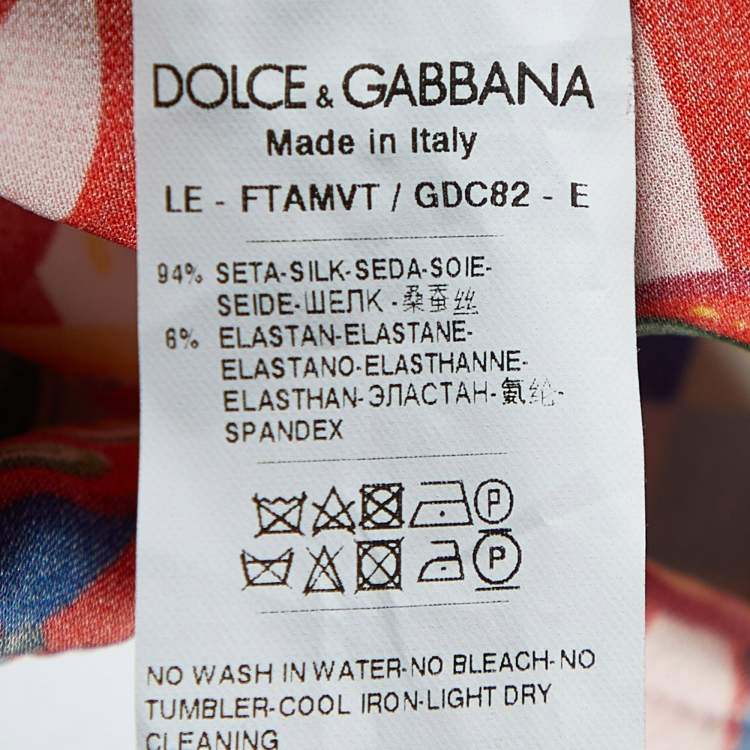 DOLCE & GABBANA
Made in Italy
LE - FTAMVT / GDC82 - E
94% SETA-SILK-SEDA-SOIE-
SEIDE-ШЕЛК -桑蚕丝
6% ELASTAN-ELASTANE-
ELASTANO-ELASTHANNE-
ELASTHAN-ЭЛАСТАН-氨纶-
SPANDEX
P
P
NO WASH IN WATER-NO BLEACH-NO
TUMBLER-COOL IRON-LIGHT DRY
CLEANING